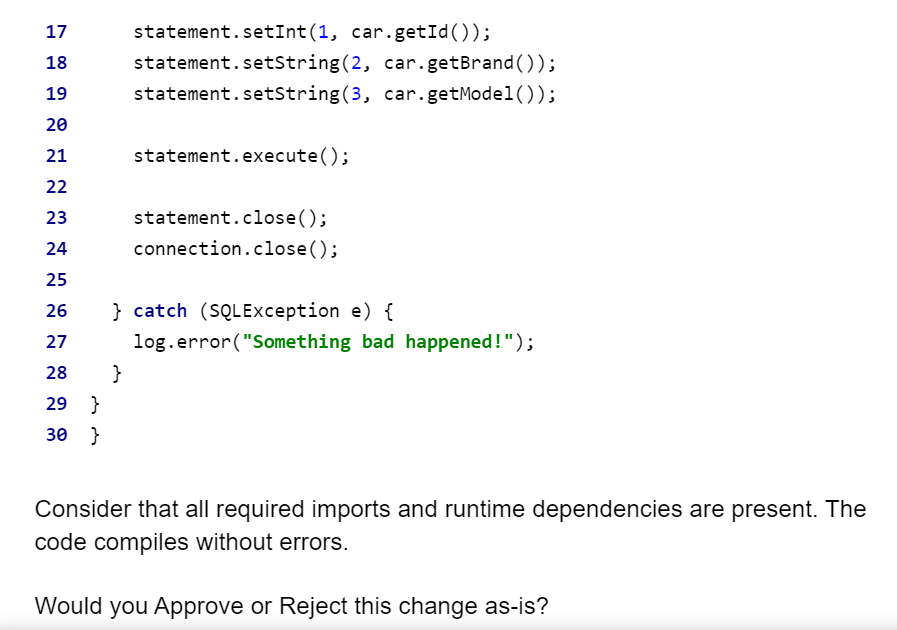 17 statement.setInt(1, car.getId());
18 statement.setString(2, car.getBrand());
19 statement.setString(3, car.getModel());
20
21 statement.execute();
22
23 statement.close();
24 connection.close();
25
26 } catch (SQLException e) {
27 log.error("Something bad happened!");
28 }
29 }
30 }
Consider that all required imports and runtime dependencies are present. The
code compiles without errors.
Would you Approve or Reject this change as-is?